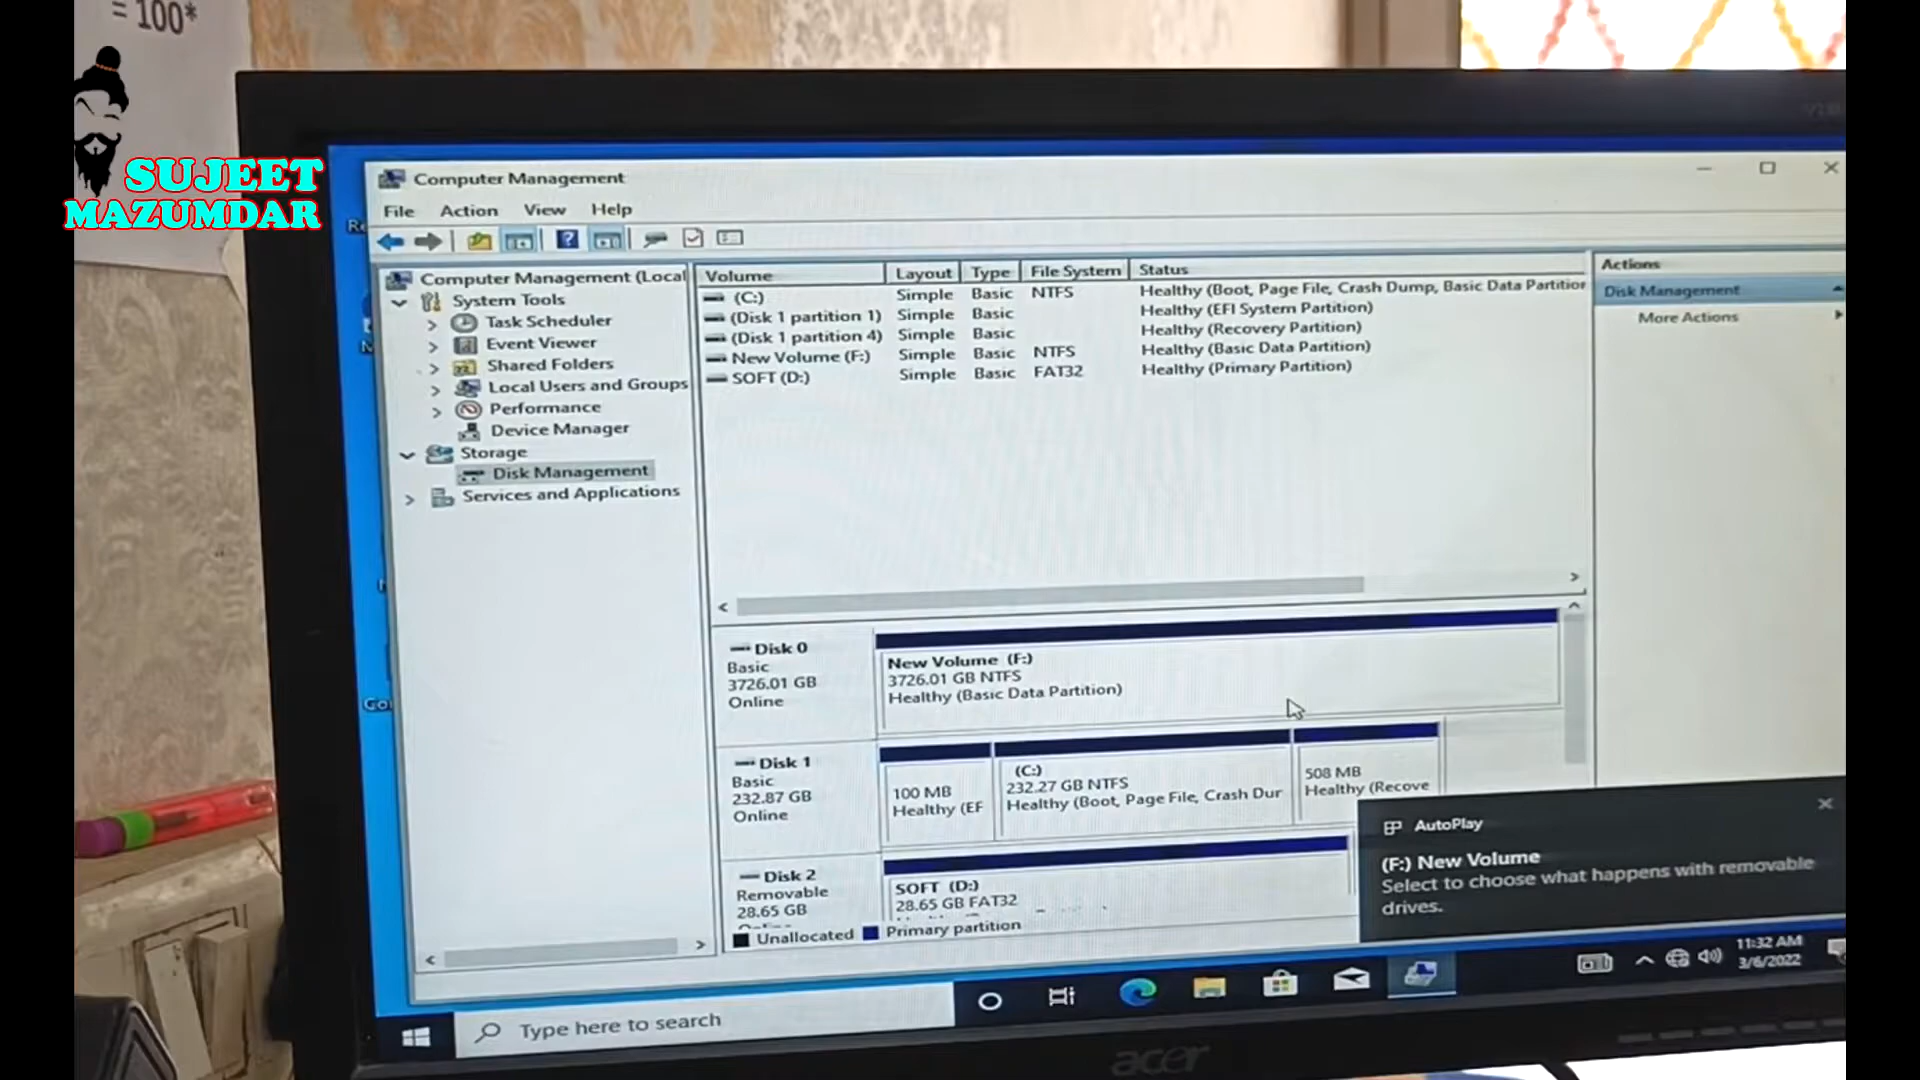 = 100*
SUJEET
MAZUMDAR
Computer Management
File Action View Help
Computer Management (Local
System Tools
Task Scheduler
Event Viewer
Shared Folders
Local Users and Groups
Performance
Device Manager
Storage
Disk Management
Services and Applications
Volume Layout Type File System Status
(C:) Simple Basic NTFS Healthy (Boot, Page File, Crash Dump, Basic Data Partition
(Disk 1 partition 1) Simple Basic Healthy (EFI System Partition)
(Disk 1 partition 4) Simple Basic Healthy (Recovery Partition)
New Volume (F:) Simple Basic NTFS Healthy (Basic Data Partition)
SOFT (D:) Simple Basic FAT32 Healthy (Primary Partition)
Actions
Disk Management
More Actions
Disk 0
Basic
3726.01 GB
Online
New Volume (F:)
3726.01 GB NTFS
Healthy (Basic Data Partition)
Disk 1
Basic
232.87 GB
Online
100 MB
Healthy (EF
(C:)
232.27 GB NTFS
Healthy (Boot, Page File, Crash Dur
508 MB
Healthy (Recove
Disk 2
Removable
28.65 GB
SOFT (D:)
28.65 GB FAT32
Unallocated Primary partition
AutoPlay
(F:) New Volume
Select to choose what happens with removable
drives.
Type here to search
11:32 AM
3/6/2022
acer